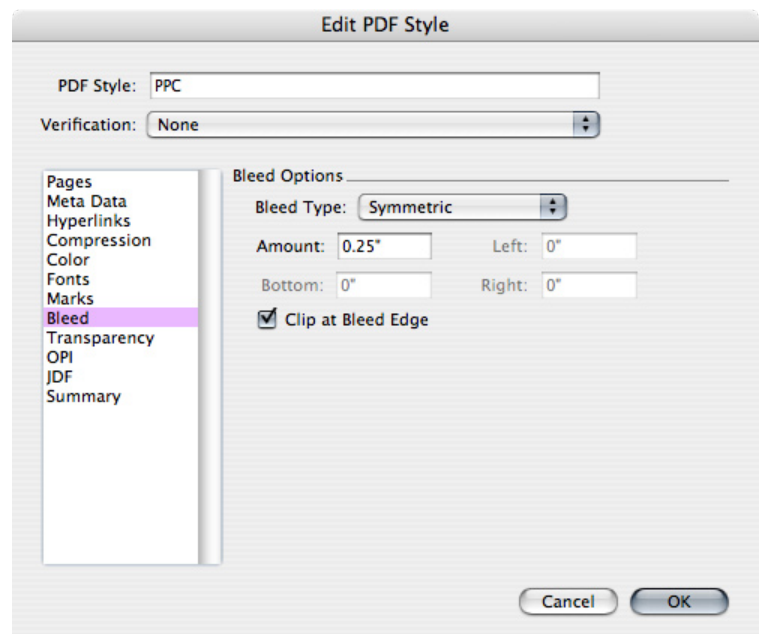 Edit PDF Style
PDF Style: PPC
Verification: None
Pages
Meta Data
Hyperlinks
Compression
Color
Fonts
Marks
Bleed
Transparency
OPI
JDF
Summary
Bleed Options
Bleed Type: Symmetric
Amount: 0.25" Left: 0"
Bottom: 0" Right: 0"
Clip at Bleed Edge
Cancel OK